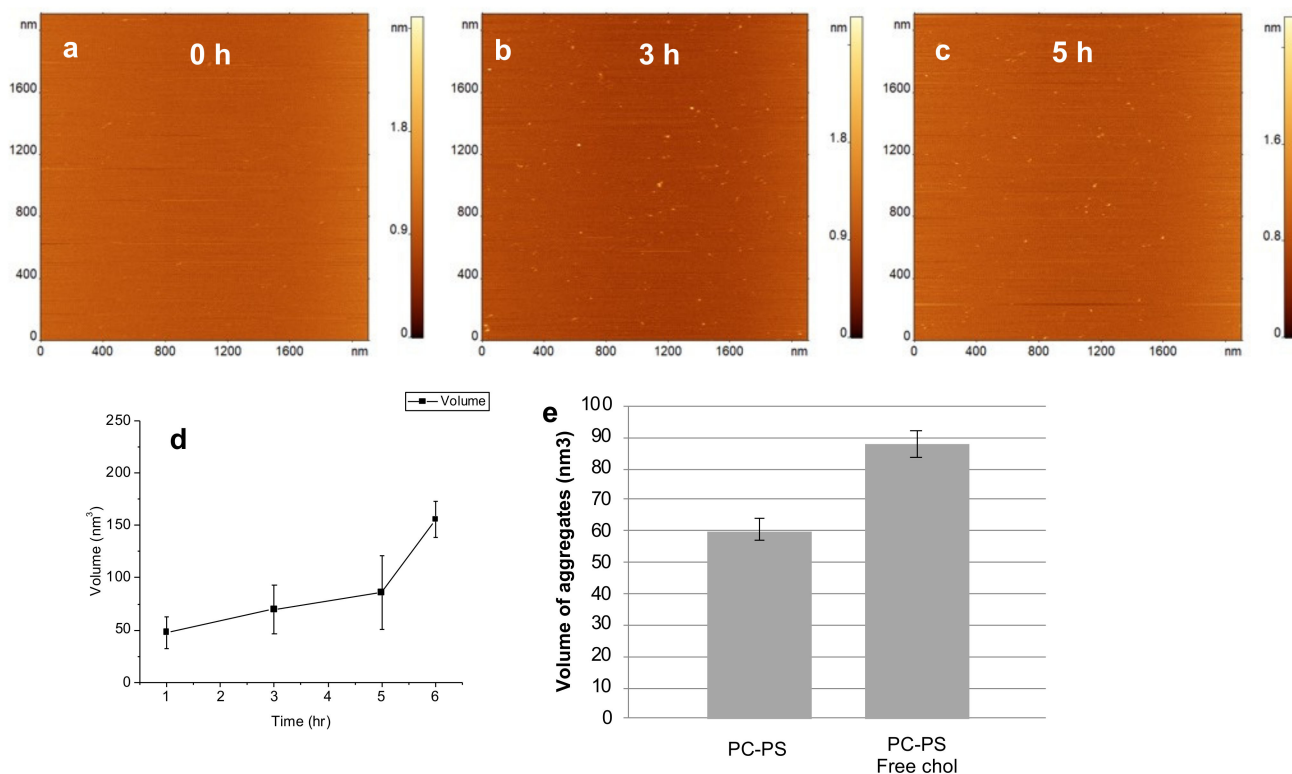 a
0 h
nm
1600
1200
800
400
0
0
400
800
1200
1600
nm
nm
1.8
0.9
0
b
3 h
nm
1600
1200
800
400
0
0
400
800
1200
1600
nm
nm
1.8
0.9
0
c
5 h
nm
1600
1200
800
400
0
0
400
800
1200
1600
nm
nm
1.6
0.8
0
d
Volume
250
200
150
100
50
0
Volume (nm³)
1
2
3
4
5
6
Time (hr)
e
Volume of aggregates (nm3)
100
90
80
70
60
50
40
30
20
10
0
PC-PS
PC-PS
Free chol